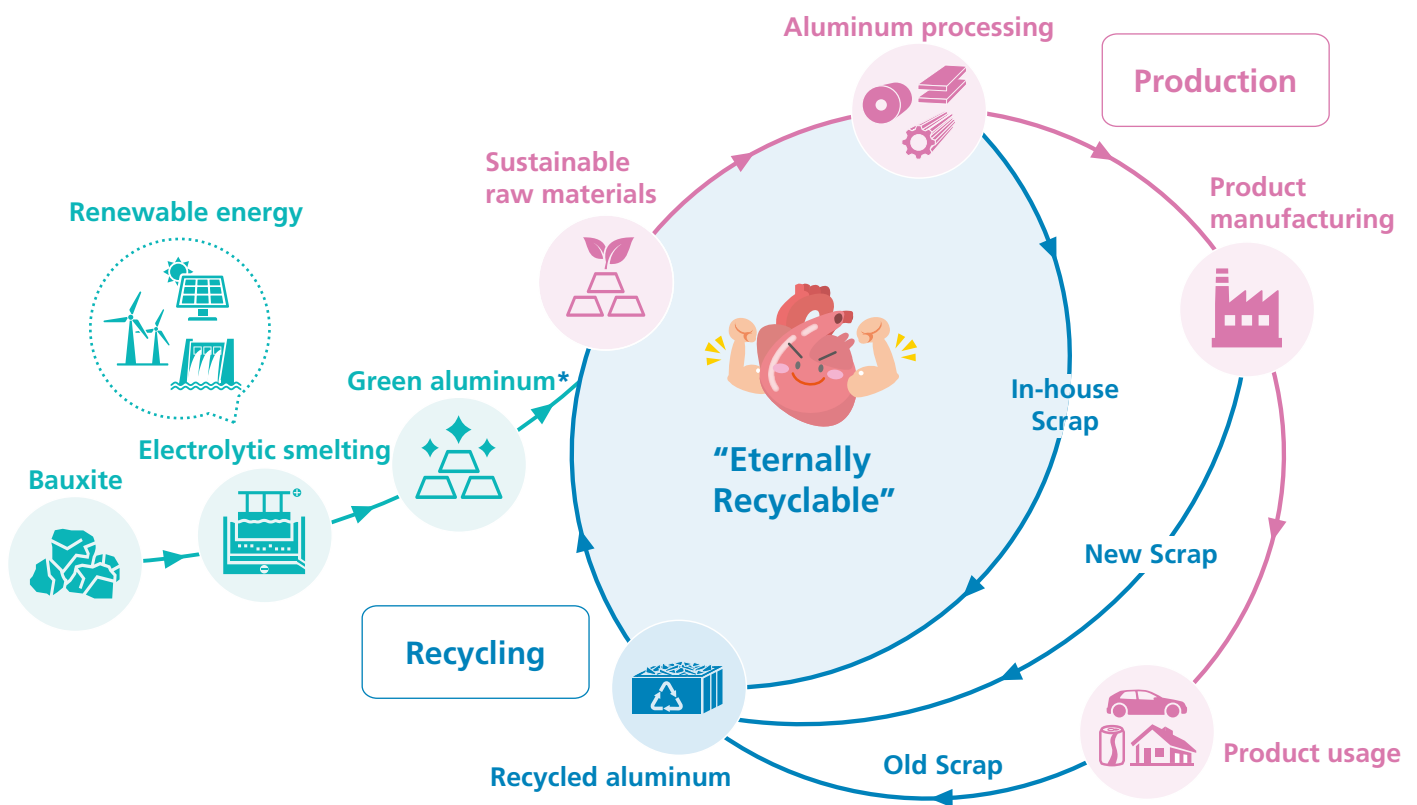 Aluminum processing
Production
Sustainable
raw materials
Product
manufacturing
Renewable energy
Green aluminum*
In-house
Scrap
Electrolytic smelting
Bauxite
“Eternally
Recyclable”
New Scrap
Recycling
Product usage
Old Scrap
Recycled aluminum